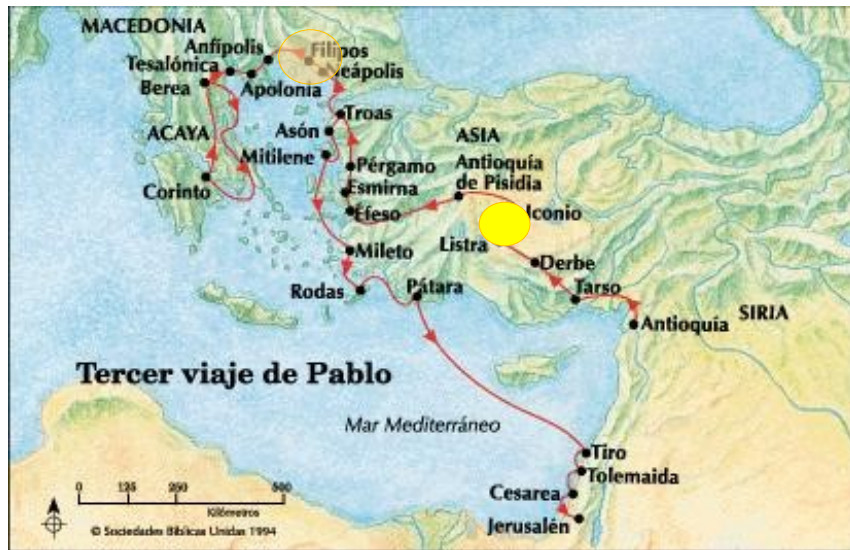 MACEDONIA
Anfípolis
Filipos
Tesalónica
Neápolis
Berea
Apolonia
Troas
ACAYA
Asón
ASIA
Mitilene
Antioquía
de Pisidia
Pérgamo
Corinto
Esmirna
Éfeso
Iconio
Listra
Mileto
Derbe
Rodas
Pátara
Tarso
SIRIA
Antioquía
Tercer viaje de Pablo
Mar Mediterráneo
Tiro
Tolemaida
Cesarea
Jerusalén
0 125 250 500
Kilómetros
© Sociedades Bíblicas Unidas 1994